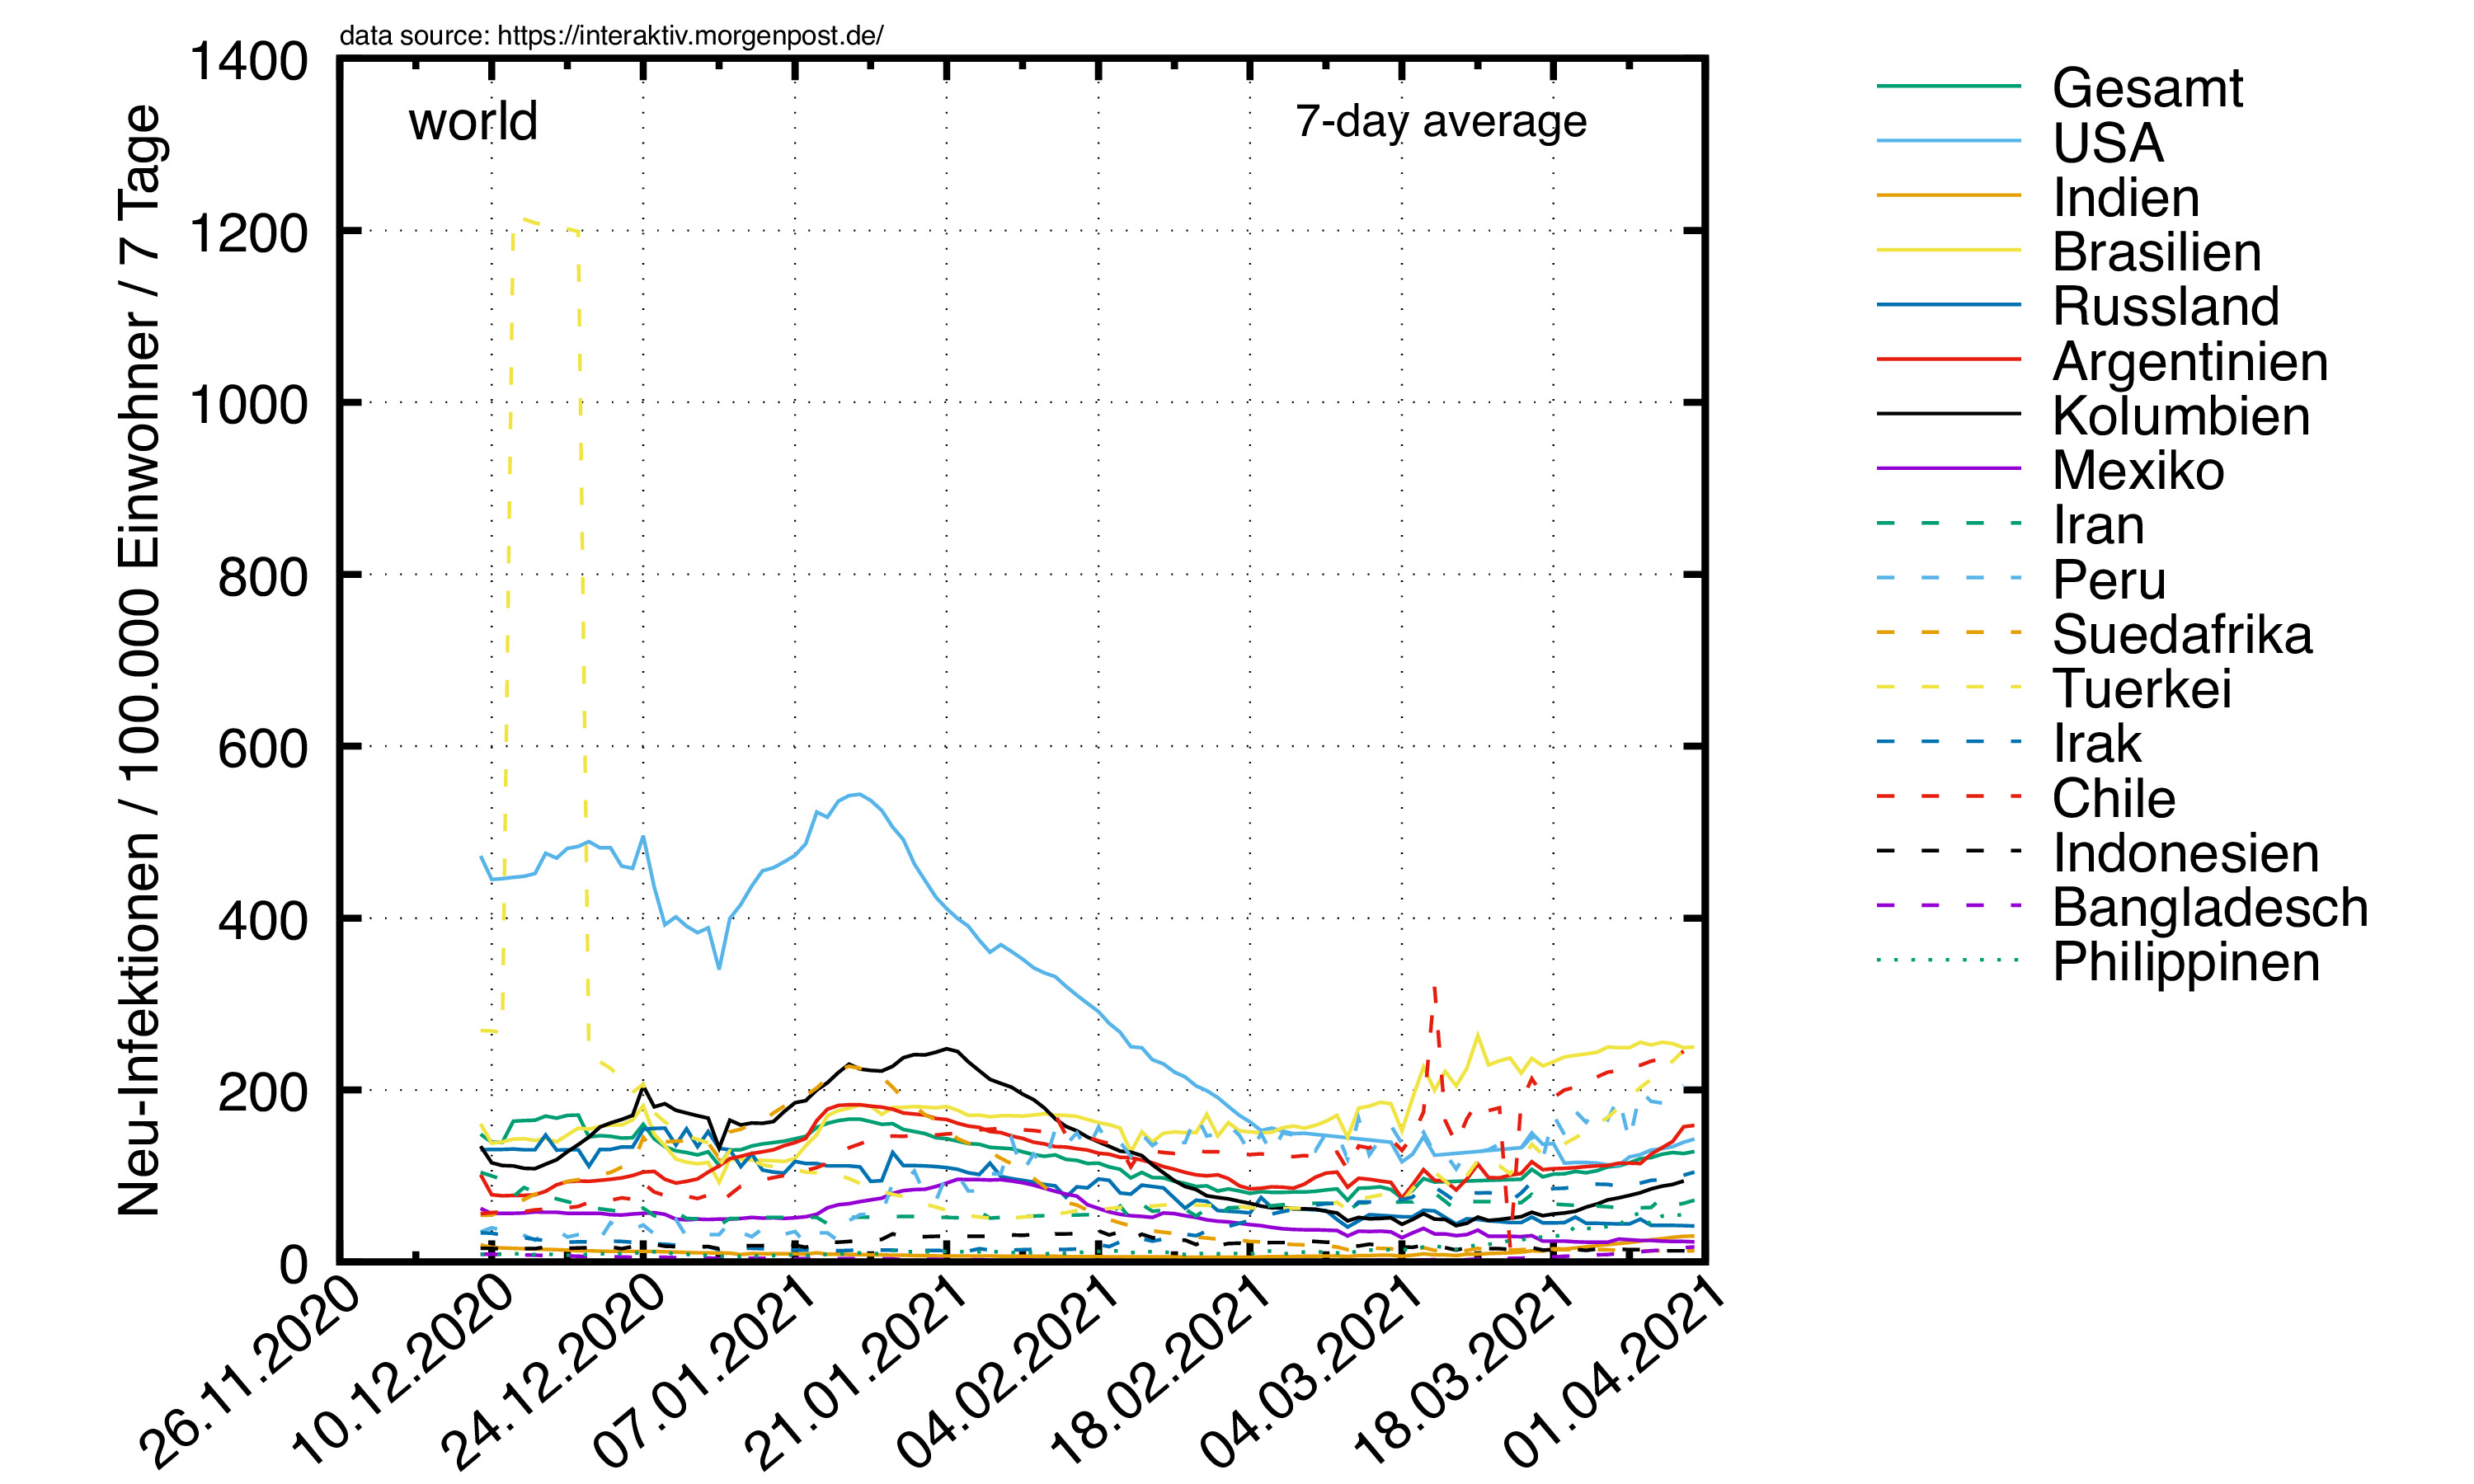 data source: https://interaktiv.morgenpost.de/
world
7-day average
Neu-Infektionen / 100.000 Einwohner / 7 Tage
1400
1200
1000
800
600
400
200
0
26.11.2020
10.12.2020
24.12.2020
07.01.2021
21.01.2021
04.02.2021
18.02.2021
04.03.2021
18.03.2021
01.04.2021
Gesamt
USA
Indien
Brasilien
Russland
Argentinien
Kolumbien
Mexiko
Iran
Peru
Suedafrika
Tuerkei
Irak
Chile
Indonesien
Bangladesch
Philippinen